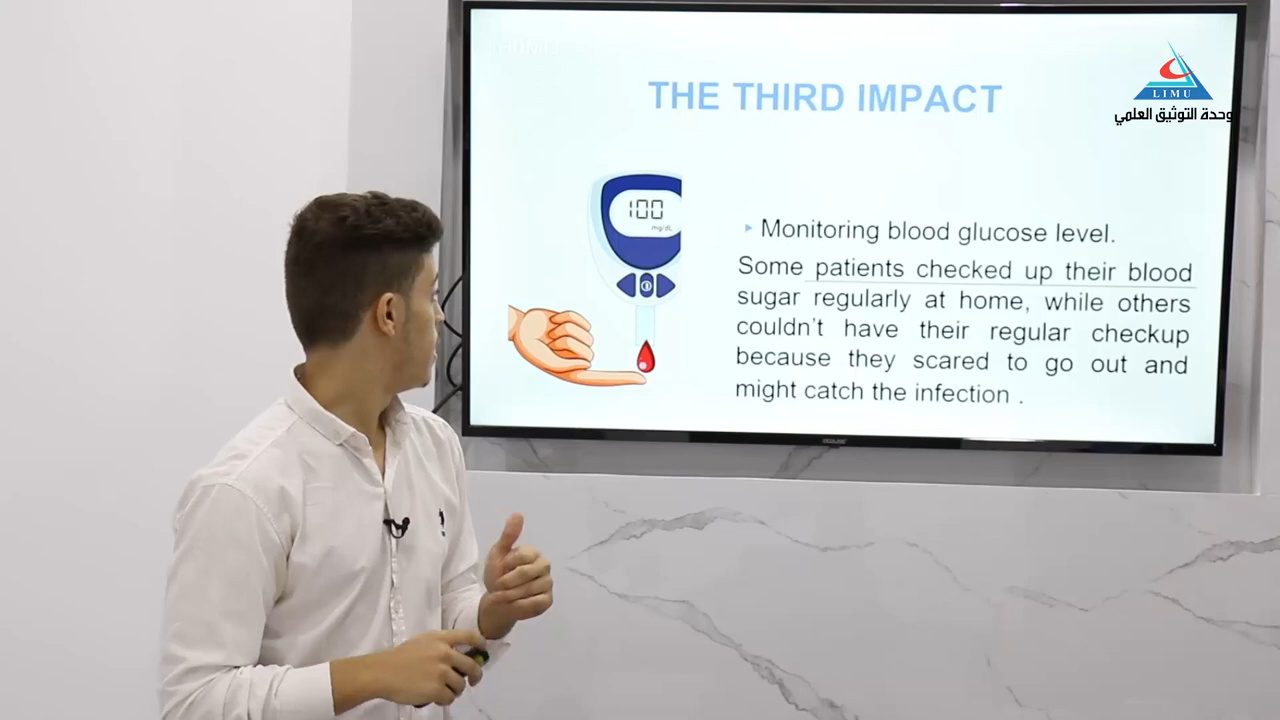 THE THIRD IMPACT
LIMU
وحدة التوثيق العلمي
100
mg/dL
Monitoring blood glucose level.
Some patients checked up their blood
sugar regularly at home, while others
couldn't have their regular checkup
because they scared to go out and
might catch the infection .